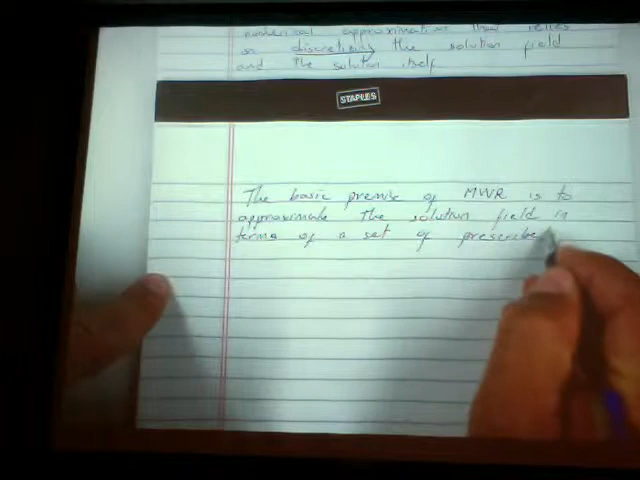 numerical approximation that relies
on discretizing the solution field
and the solution itself
STAPLES
The basic premise of MWR is to
approximate the solution field in
terms of a set of prescribe